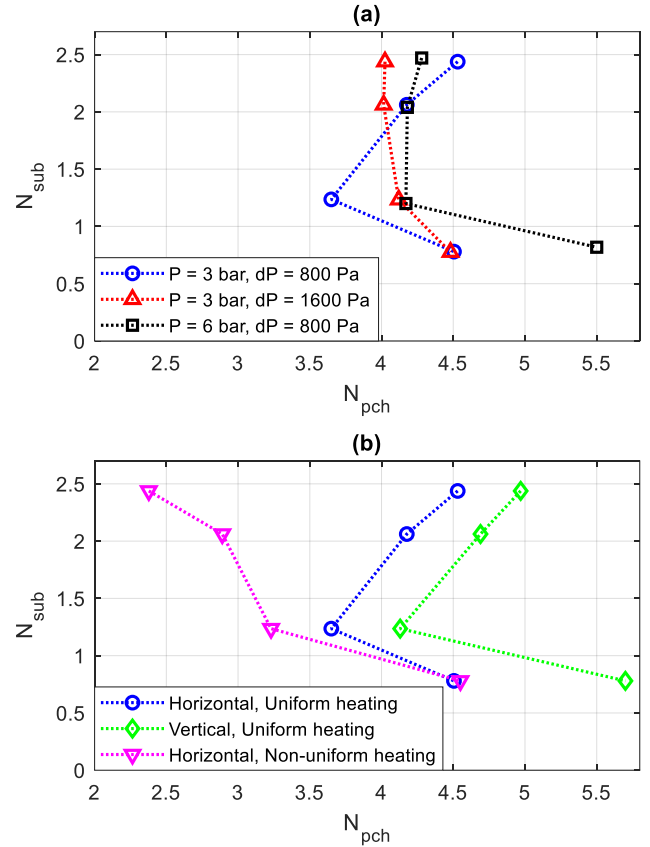 (a)
2.5
2
1.5
1
0.5
0
N_sub
P = 3 bar, dP = 800 Pa
P = 3 bar, dP = 1600 Pa
P = 6 bar, dP = 800 Pa
2 2.5 3 3.5 4 4.5 5 5.5
N_pch
(b)
2.5
2
1.5
1
0.5
0
N_sub
Horizontal, Uniform heating
Vertical, Uniform heating
Horizontal, Non-uniform heating
2 2.5 3 3.5 4 4.5 5 5.5
N_pch